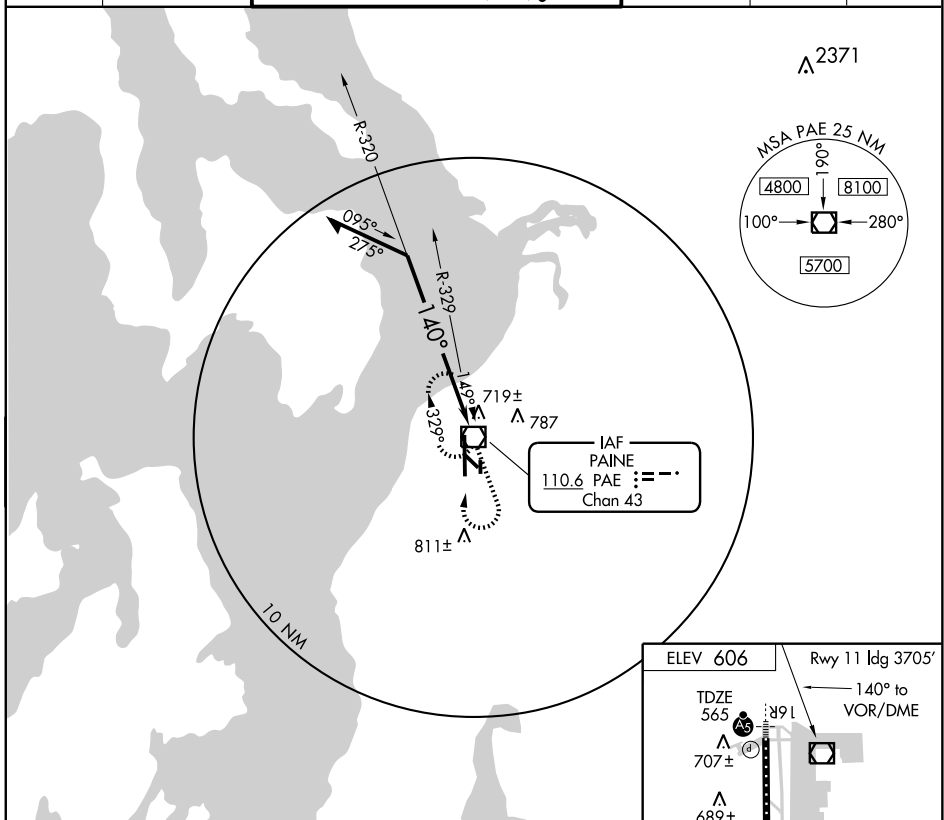 2371
MSA PAE 25 NM
190°
4800
8100
100°
280°
5700
R-320
095°
275°
R-329
140°
149°
719±
787
329°
IAF
PAINE
110.6 PAE
Chan 43
811±
10 NM
ELEV 606
Rwy 11 ldg 3705'
140° to
VOR/DME
TDZE
565
A5
16R
P
707±
689±